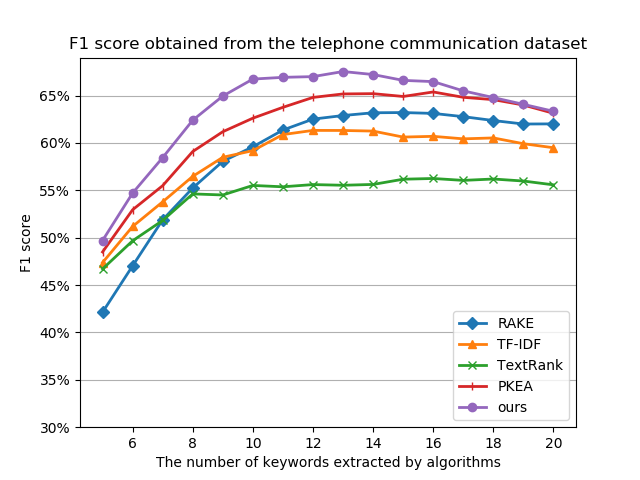 F1 score obtained from the telephone communication dataset
F1 score
65%
60%
55%
50%
45%
40%
35%
30%
6 8 10 12 14 16 18 20
The number of keywords extracted by algorithms
RAKE
TF-IDF
TextRank
PKEA
ours